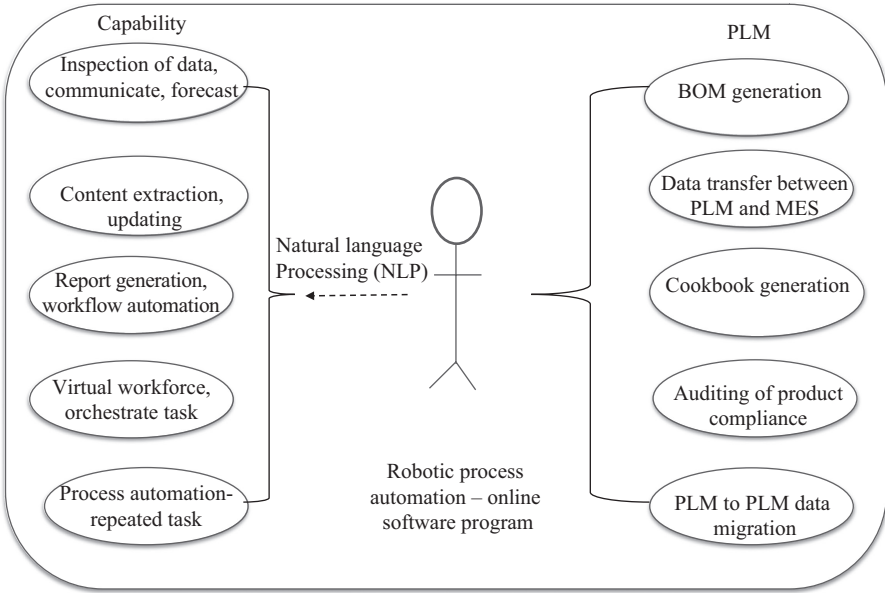 Capability
Inspection of data,
communicate, forecast
Content extraction,
updating
Report generation,
workflow automation
Virtual workforce,
orchestrate task
Process automation-
repeated task
Natural language
Processing (NLP)
Robotic process
automation – online
software program
PLM
BOM generation
Data transfer between
PLM and MES
Cookbook generation
Auditing of product
compliance
PLM to PLM data
migration